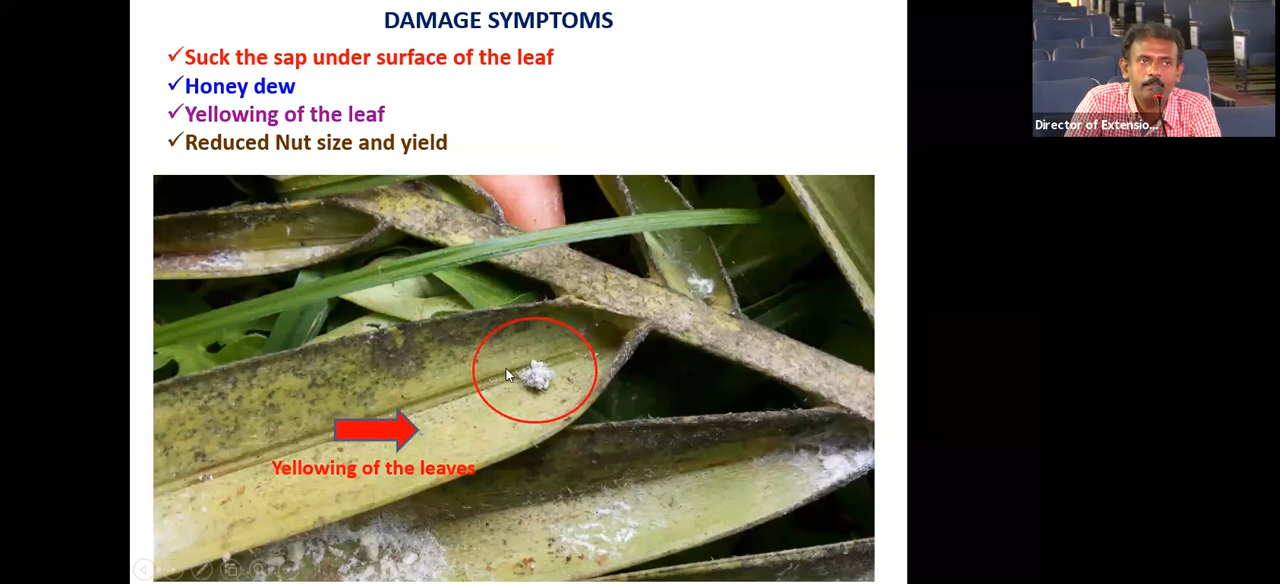 DAMAGE SYMPTOMS
✓Suck the sap under surface of the leaf
✓Honey dew
✓Yellowing of the leaf
✓Reduced Nut size and yield
Director of Extensio...
Yellowing of the leaves